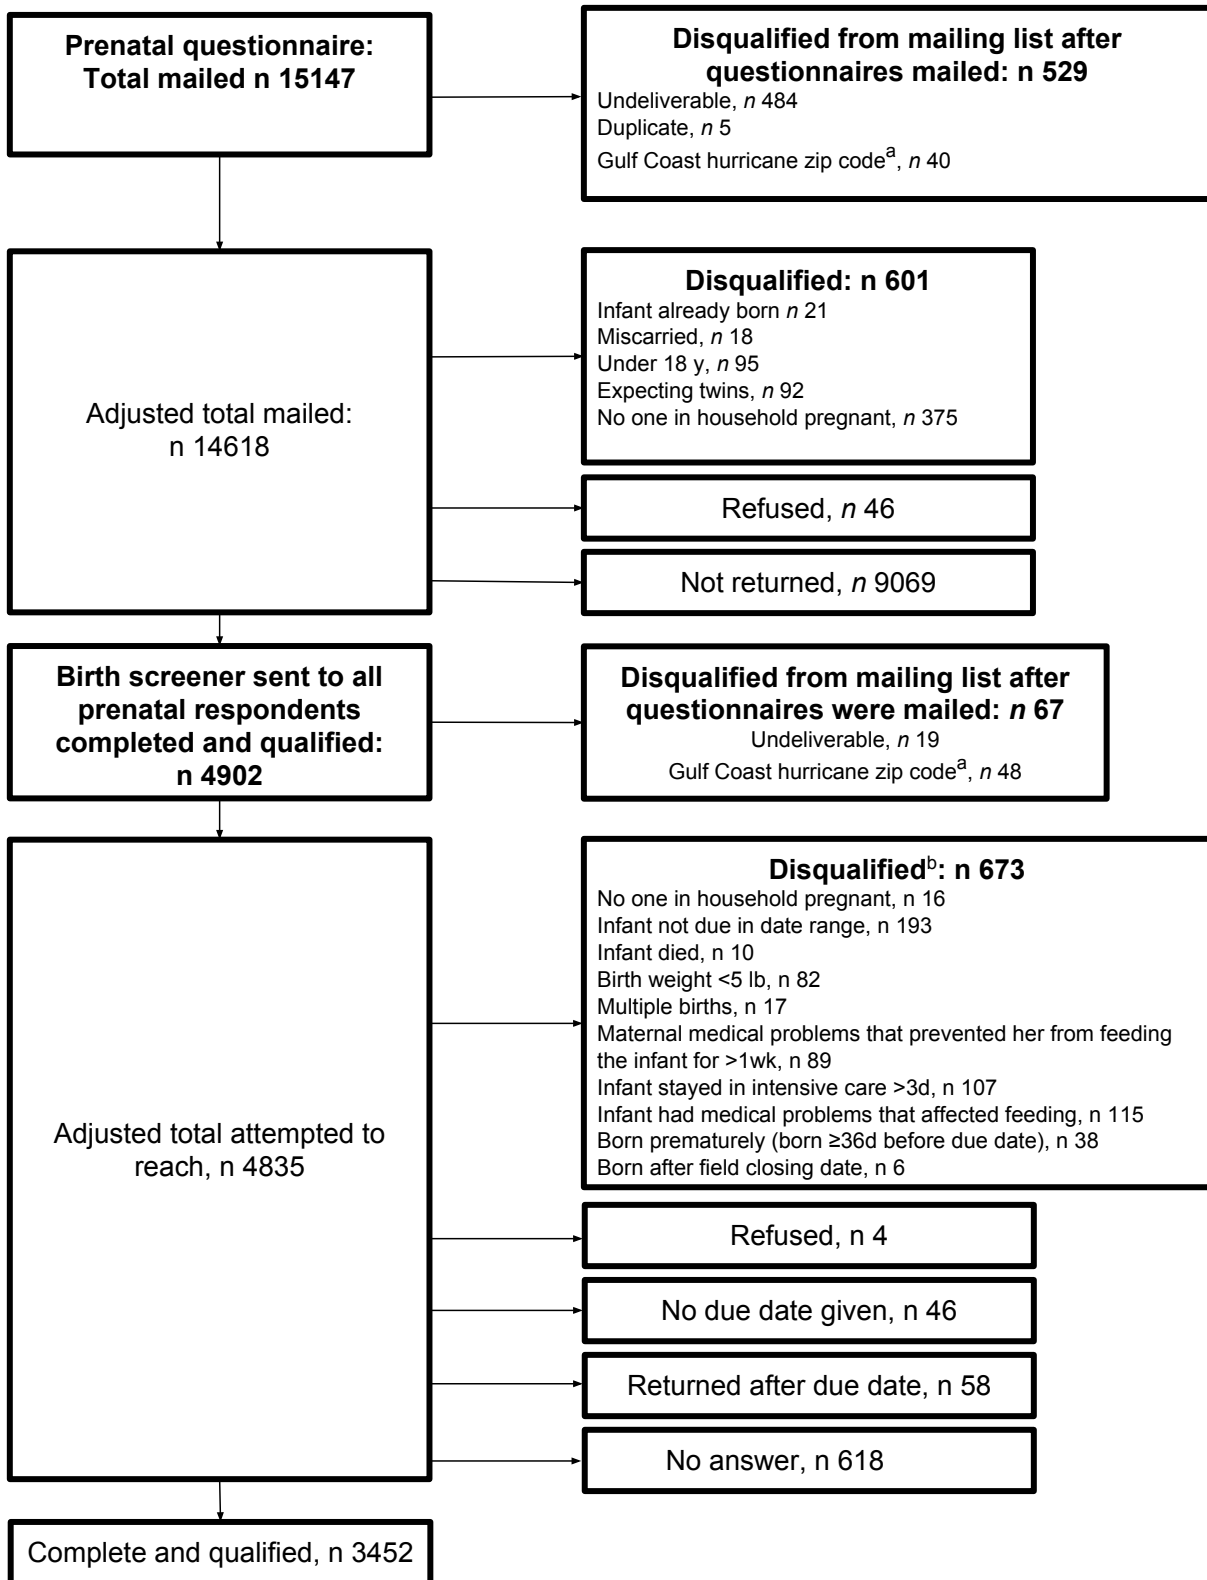 Prenatal questionnaire:
Total mailed n 15147
Disqualified from mailing list after
questionnaires mailed: n 529
Undeliverable, n 484
Duplicate, n 5
Gulf Coast hurricane zip codeᵃ, n 40
Adjusted total mailed:
n 14618
Disqualified: n 601
Infant already born n 21
Miscarried, n 18
Under 18 y, n 95
Expecting twins, n 92
No one in household pregnant, n 375
Refused, n 46
Not returned, n 9069
Birth screener sent to all
prenatal respondents
completed and qualified:
n 4902
Disqualified from mailing list after
questionnaires were mailed: n 67
Undeliverable, n 19
Gulf Coast hurricane zip codeᵃ, n 48
Adjusted total attempted to
reach, n 4835
Disqualifiedᵇ: n 673
No one in household pregnant, n 16
Infant not due in date range, n 193
Infant died, n 10
Birth weight <5 lb, n 82
Multiple births, n 17
Maternal medical problems that prevented her from feeding
the infant for >1wk, n 89
Infant stayed in intensive care >3d, n 107
Infant had medical problems that affected feeding, n 115
Born prematurely (born ≥36d before due date), n 38
Born after field closing date, n 6
Refused, n 4
No due date given, n 46
Returned after due date, n 58
No answer, n 618
Complete and qualified, n 3452